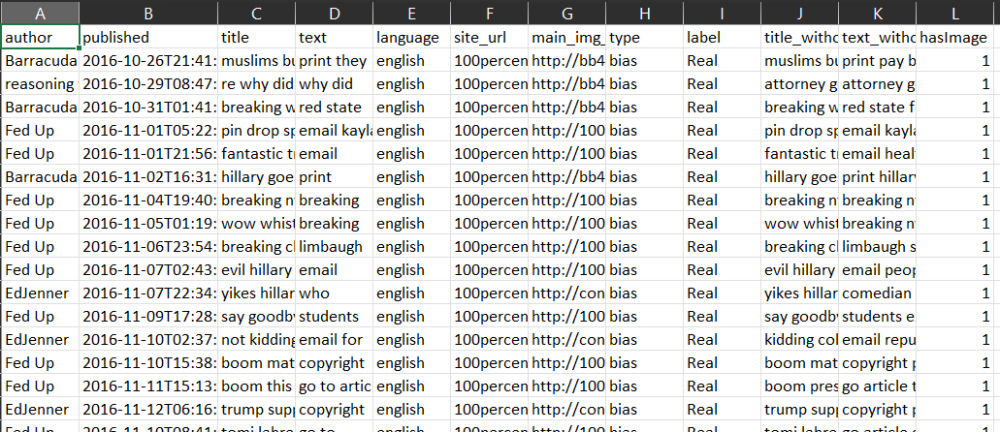 A B C D E F G H I J K L
author published title text language site_url main_img_ type label title_witho text_witho hasImage
Barracuda 2016-10-26T21:41: muslims bu print they english 100percen http://bb4 bias Real muslims bu print pay b 1
reasoning 2016-10-29T08:47: re why did why did english 100percen http://bb4 bias Real attorney g attorney g 1
Barracuda 2016-10-31T01:41: breaking w red state english 100percen http://bb4 bias Real breaking w red state f 1
Fed Up 2016-11-01T05:22: pin drop sp email kayla english 100percen http://100 bias Real pin drop sp email kayla 1
Fed Up 2016-11-01T21:56: fantastic tr email english 100percen http://100 bias Real fantastic tr email heal 1
Barracuda 2016-11-02T16:31: hillary goe print english 100percen http://bb4 bias Real hillary goe print hillar 1
Fed Up 2016-11-04T19:40: breaking n breaking english 100percen http://100 bias Real breaking n breaking n 1
Fed Up 2016-11-05T01:19: wow whist breaking english 100percen http://100 bias Real wow whist breaking n 1
Fed Up 2016-11-06T23:54: breaking cl limbaugh english 100percen http://100 bias Real breaking cl limbaugh s 1
Fed Up 2016-11-07T02:43: evil hillary email english 100percen http://100 bias Real evil hillary email peop 1
EdJenner 2016-11-07T22:34: yikes hillar who english 100percen http://con bias Real yikes hillar comedian 1
Fed Up 2016-11-09T17:28: say goodb students english 100percen http://100 bias Real say goodb students e 1
EdJenner 2016-11-10T02:37: not kidding email for english 100percen http://con bias Real kidding col email repu 1
Fed Up 2016-11-10T15:38: boom mat copyright english 100percen http://100 bias Real boom mat copyright p 1
Fed Up 2016-11-11T15:13: boom this go to artic english 100percen http://100 bias Real boom pres go article t 1
EdJenner 2016-11-12T06:16: trump supp copyright english 100percen http://con bias Real trump supp copyright p 1